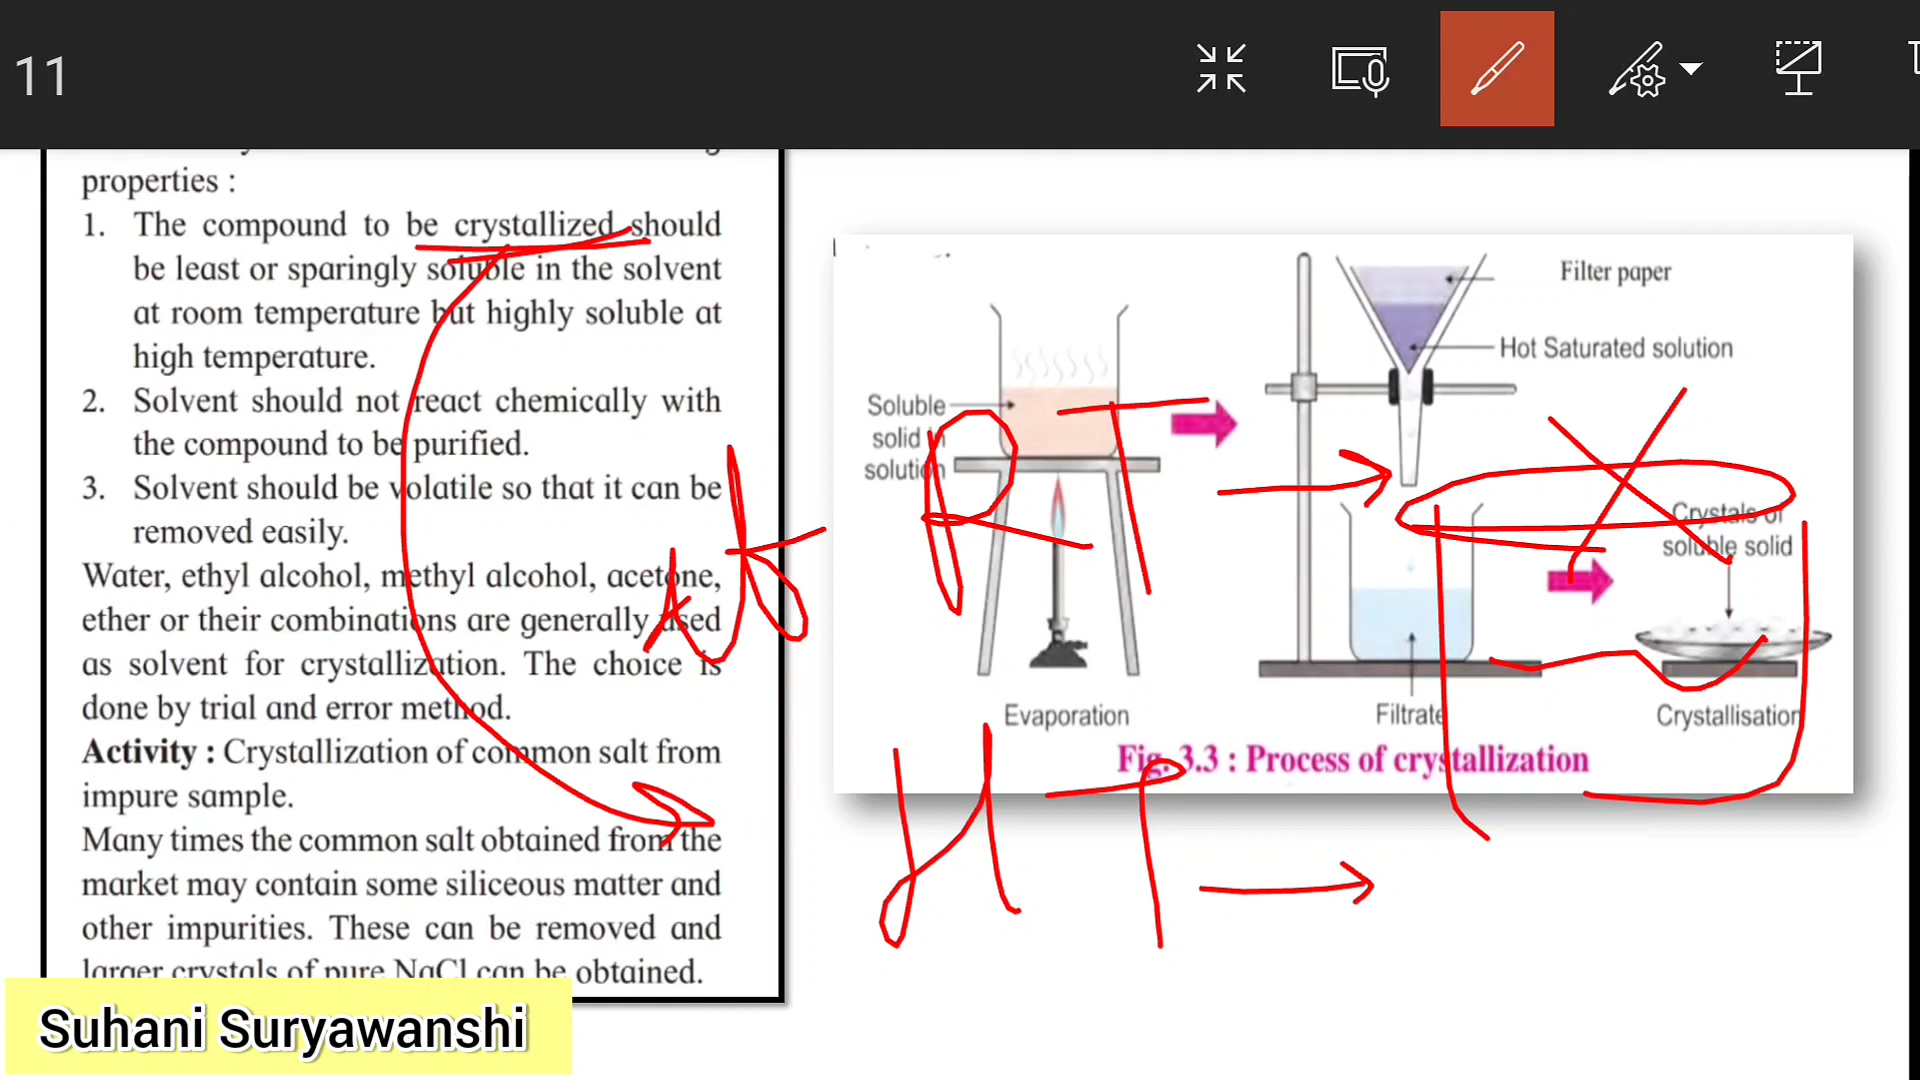 11
properties :
1. The compound to be crystallized should
be least or sparingly soluble in the solvent
at room temperature but highly soluble at
high temperature.
2. Solvent should not react chemically with
the compound to be purified.
3. Solvent should be volatile so that it can be
removed easily.
Water, ethyl alcohol, methyl alcohol, acetone,
ether or their combinations are generally used
as solvent for crystallization. The choice is
done by trial and error method.
Activity : Crystallization of common salt from
impure sample.
Many times the common salt obtained from the
market may contain some siliceous matter and
other impurities. These can be removed and
larger crystals of pure NaCl can be obtained.
Filter paper
Hot Saturated solution
Soluble
solid in
solution
Crystals of
soluble solid
Evaporation
Filtrate
Crystallisation
Fig. 3.3 : Process of crystallization
H T
Suhani Suryawanshi